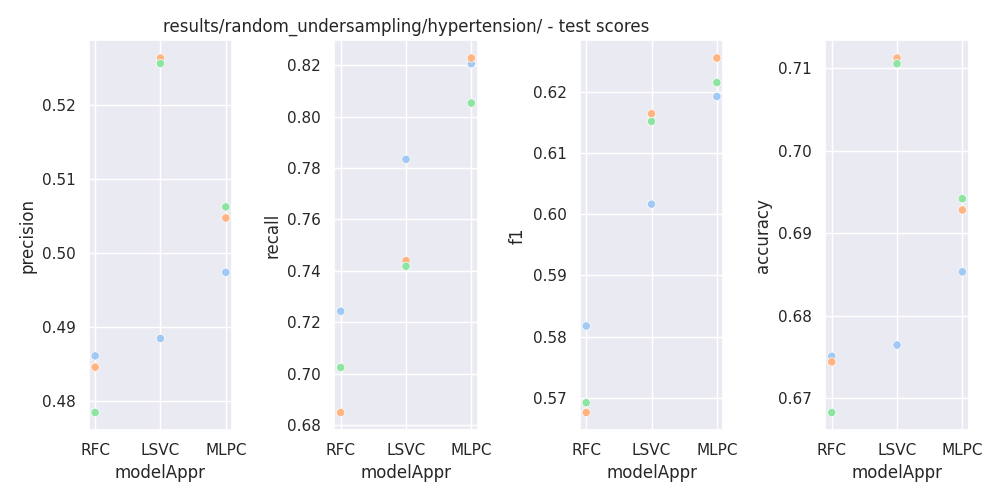 results/random_undersampling/hypertension/ - test scores
precision
0.52
0.51
0.50
0.49
0.48
RFC LSVC MLPC
modelAppr
recall
0.82
0.80
0.78
0.76
0.74
0.72
0.70
0.68
RFC LSVC MLPC
modelAppr
f1
0.62
0.61
0.60
0.59
0.58
0.57
RFC LSVC MLPC
modelAppr
accuracy
0.71
0.70
0.69
0.68
0.67
RFC LSVC MLPC
modelAppr